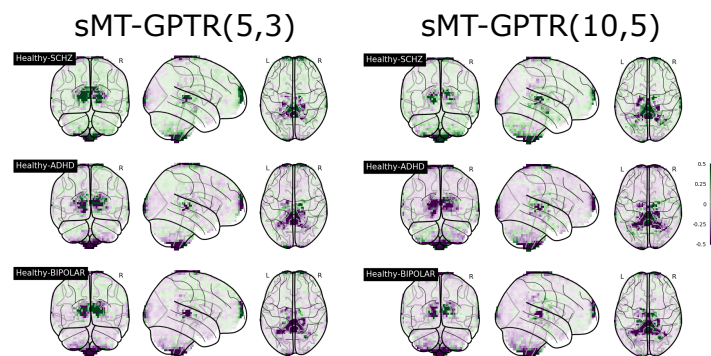 sMT-GPTR(5,3) sMT-GPTR(10,5)
Healthy-SCHZ R L R Healthy-SCHZ R L R
Healthy-ADHD R L R Healthy-ADHD R L R
Healthy-BIPOLAR R L R Healthy-BIPOLAR R L R
0.5
0.25
0
-0.25
-0.5